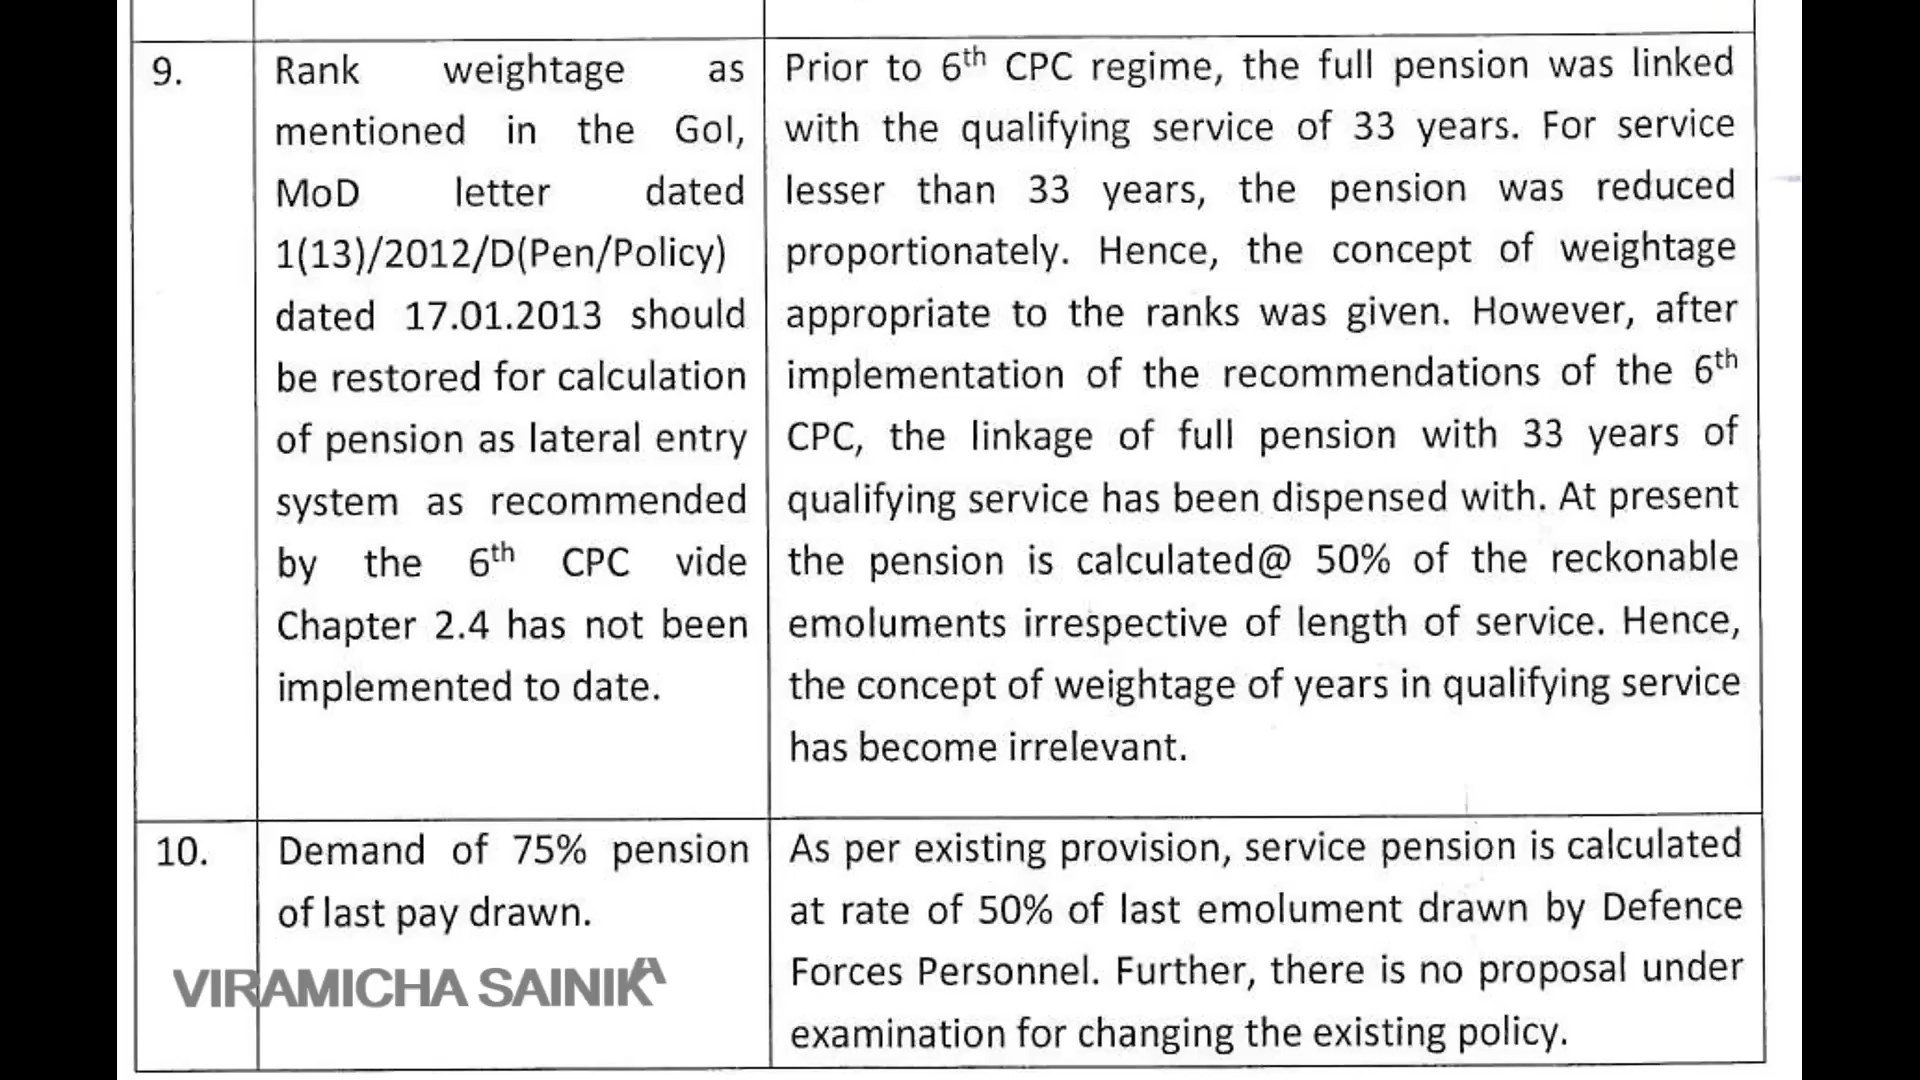 9.
Rank weightage as
mentioned in the GoI,
MoD letter dated
1(13)/2012/D(Pen/Policy)
dated 17.01.2013 should
be restored for calculation
of pension as lateral entry
system as recommended
by the 6th CPC vide
Chapter 2.4 has not been
implemented to date.
Prior to 6th CPC regime, the full pension was linked
with the qualifying service of 33 years. For service
lesser than 33 years, the pension was reduced
proportionately. Hence, the concept of weightage
appropriate to the ranks was given. However, after
implementation of the recommendations of the 6th
CPC, the linkage of full pension with 33 years of
qualifying service has been dispensed with. At present
the pension is calculated@ 50% of the reckonable
emoluments irrespective of length of service. Hence,
the concept of weightage of years in qualifying service
has become irrelevant.
10.
Demand of 75% pension
of last pay drawn.
As per existing provision, service pension is calculated
at rate of 50% of last emolument drawn by Defence
Forces Personnel. Further, there is no proposal under
examination for changing the existing policy.
VIRAMICHA SAINIK